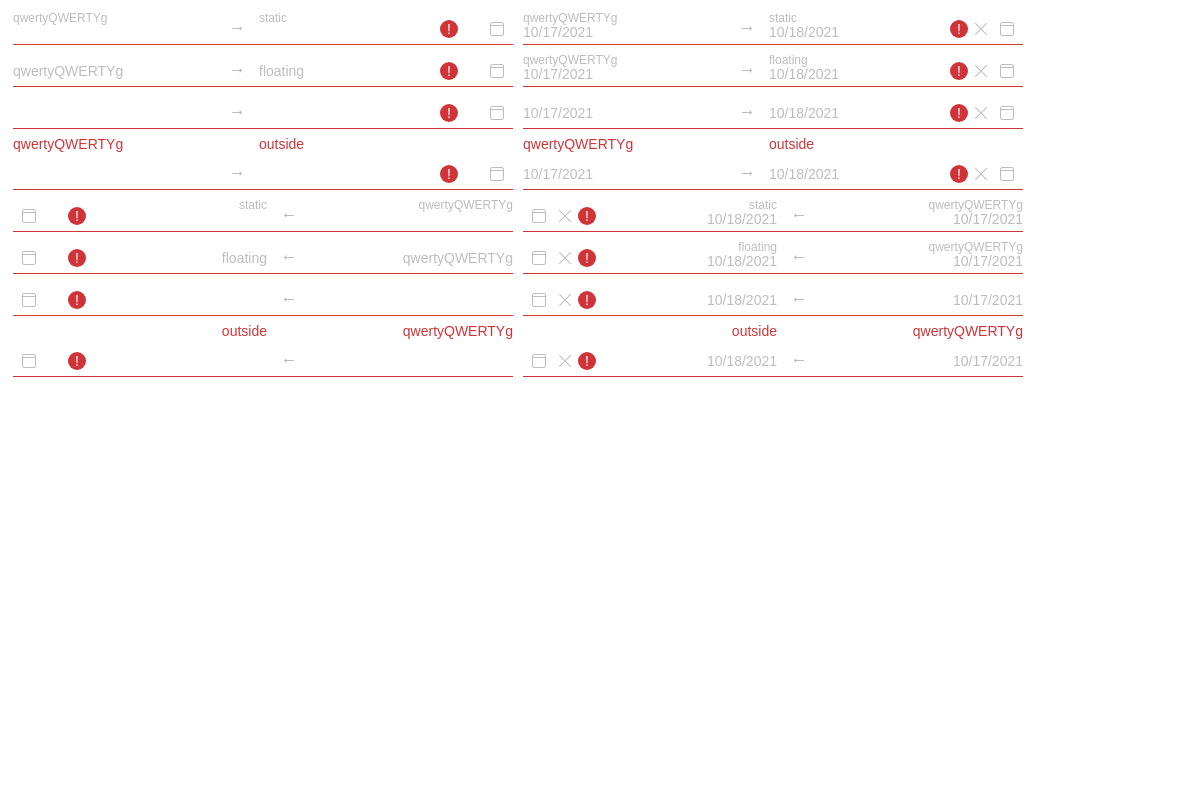 qwertyQWERTYg → static ! qwertyQWERTYg static
10/17/2021 → 10/18/2021 !
qwertyQWERTYg → floating ! qwertyQWERTYg floating
10/17/2021 → 10/18/2021 !
→ ! 10/17/2021 → 10/18/2021 !
qwertyQWERTYg outside qwertyQWERTYg outside
→ ! 10/17/2021 → 10/18/2021 !
! static ← qwertyQWERTYg static qwertyQWERTYg
! 10/18/2021 ← 10/17/2021
! floating ← qwertyQWERTYg floating qwertyQWERTYg
! 10/18/2021 ← 10/17/2021
! ← ! 10/18/2021 ← 10/17/2021
outside qwertyQWERTYg outside qwertyQWERTYg
! ← ! 10/18/2021 ← 10/17/2021